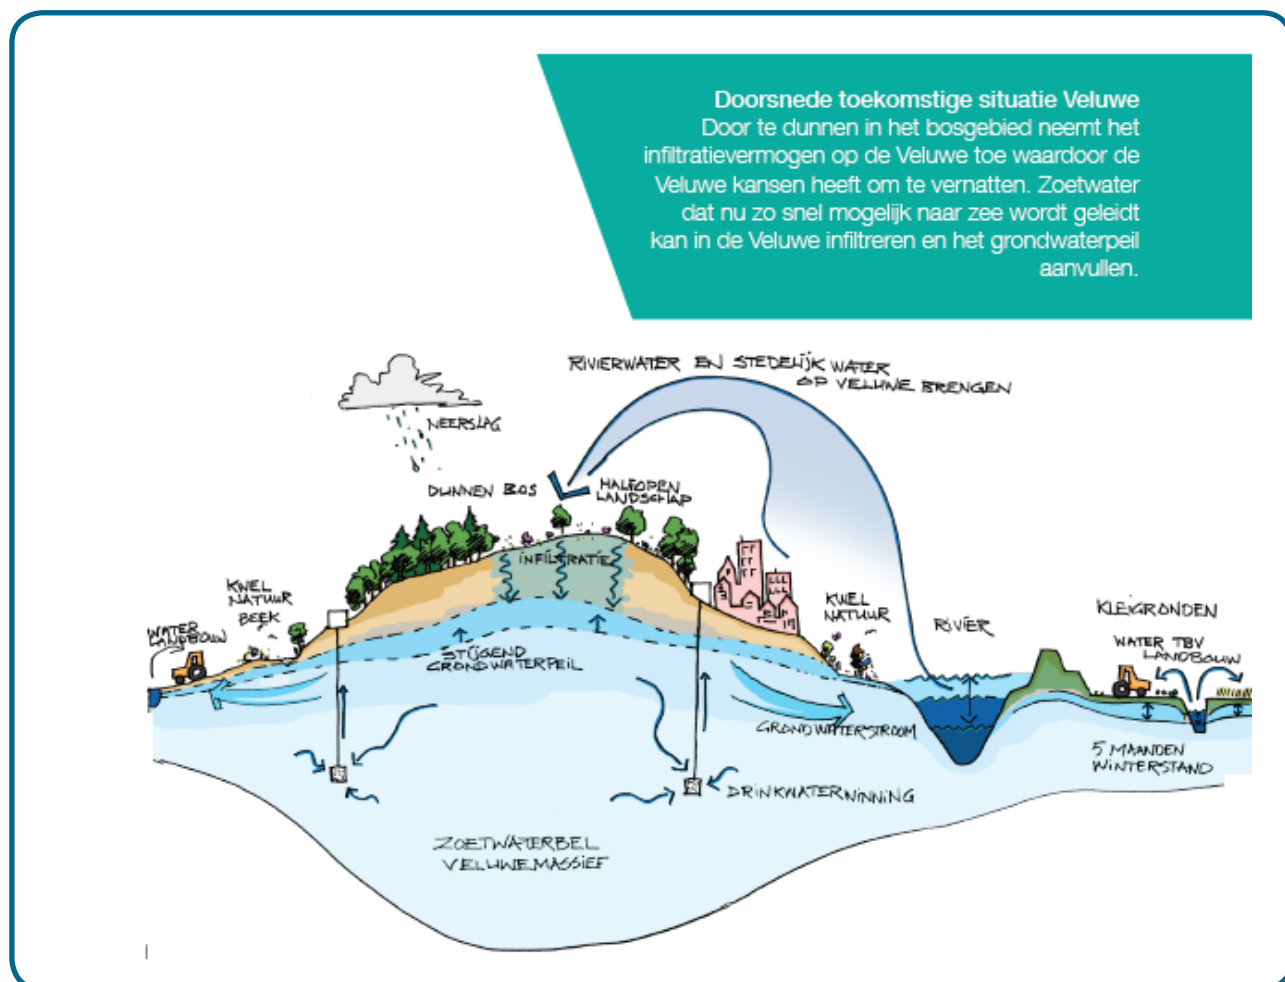 Doorsnede toekomstige situatie Veluwe
Door te dunnen in het bosgebied neemt het
infiltratievermogen op de Veluwe toe waardoor de
Veluwe kansen heeft om te vernatten. Zoetwater
dat nu zo snel mogelijk naar zee wordt geleidt
kan in de Veluwe infiltreren en het grondwaterpeil
aanvullen.
RIVIERWATER EN STEDELIJK WATER
OP VELUWE BRENGEN
NEERSLAG
DUNNEN BOS
HALFOPEN
LANDSCHAP
INFILTRATIE
KWEL
NATUUR
BEEK
WATER
LANDBOUW
STIJGEND
GRONDWATERPEIL
KWEL
NATUUR
RIVIER
KLEIGRONDEN
WATER TBV
LANDBOUW
GRONDWATERSTROOM
5 MAANDEN
WINTERSTAND
DRINKWATERWINNING
ZOETWATERBEL
VELUWEMASSIEF